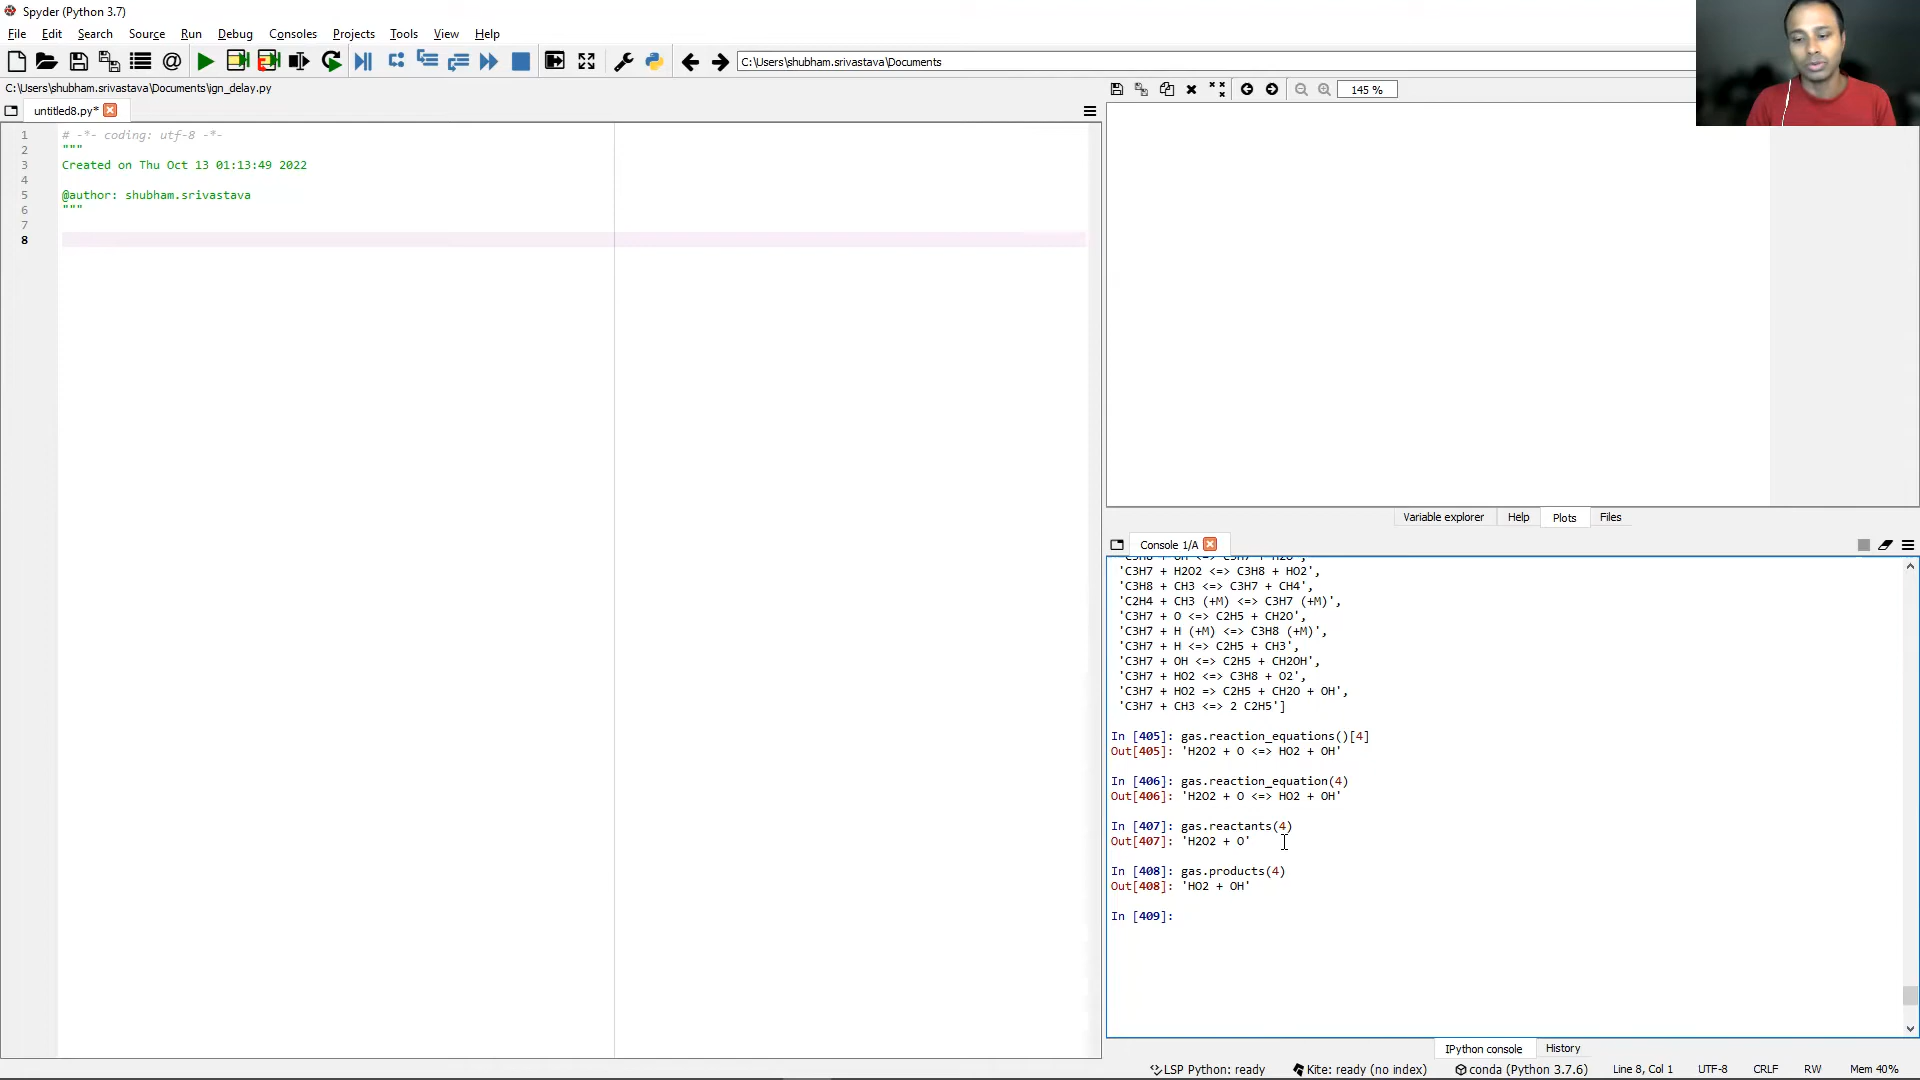 Spyder (Python 3.7)
File Edit Search Source Run Debug Consoles Projects Tools View Help
C:\Users\shubham.srivastava\Documents
C:\Users\shubham.srivastava\Documents\ign_delay.py
145 %
untitled8.py*
1 # -*- coding: utf-8 -*-
2 """
3 Created on Thu Oct 13 01:13:49 2022
4
5 @author: shubham.srivastava
6 """
7
8
Variable explorer Help Plots Files
Console 1/A
'C3H7 + H2O2 <=> C3H8 + HO2',
'C3H8 + CH3 <=> C3H7 + CH4',
'C2H4 + CH3 (+M) <=> C3H7 (+M)',
'C3H7 + O <=> C2H5 + CH2O',
'C3H7 + H (+M) <=> C3H8 (+M)',
'C3H7 + H <=> C2H5 + CH3',
'C3H7 + OH <=> C2H5 + CH2OH',
'C3H7 + HO2 <=> C3H8 + O2',
'C3H7 + HO2 => C2H5 + CH2O + OH',
'C3H7 + CH3 <=> 2 C2H5']
In [405]: gas.reaction_equations()[4]
Out[405]: 'H2O2 + O <=> HO2 + OH'
In [406]: gas.reaction_equation(4)
Out[406]: 'H2O2 + O <=> HO2 + OH'
In [407]: gas.reactants(4)
Out[407]: 'H2O2 + O'
In [408]: gas.products(4)
Out[408]: 'HO2 + OH'
In [409]:
IPython console History
LSP Python: ready Kite: ready (no index) conda (Python 3.7.6) Line 8, Col 1 UTF-8 CRLF RW Mem 40%